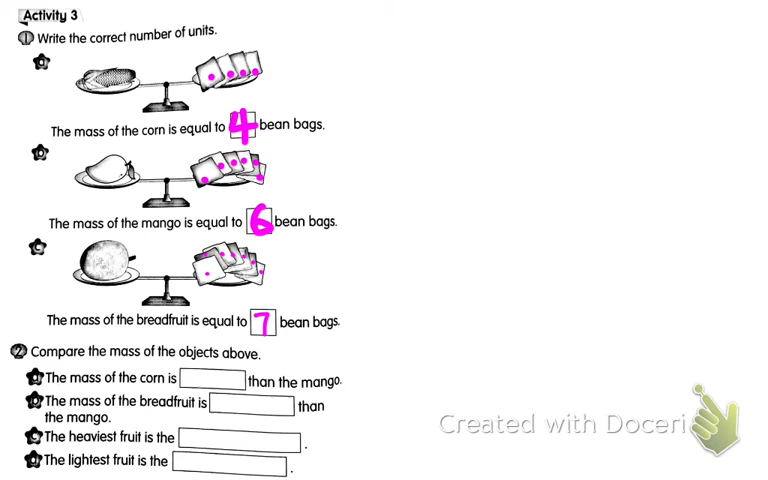 Activity 3
1 Write the correct number of units.
a
The mass of the corn is equal to 4 bean bags.
b
The mass of the mango is equal to 6 bean bags.
c
The mass of the breadfruit is equal to 7 bean bags.
2 Compare the mass of the objects above.
a The mass of the corn is than the mango.
b The mass of the breadfruit is than
the mango.
c The heaviest fruit is the .
d The lightest fruit is the .
Created with Doceri